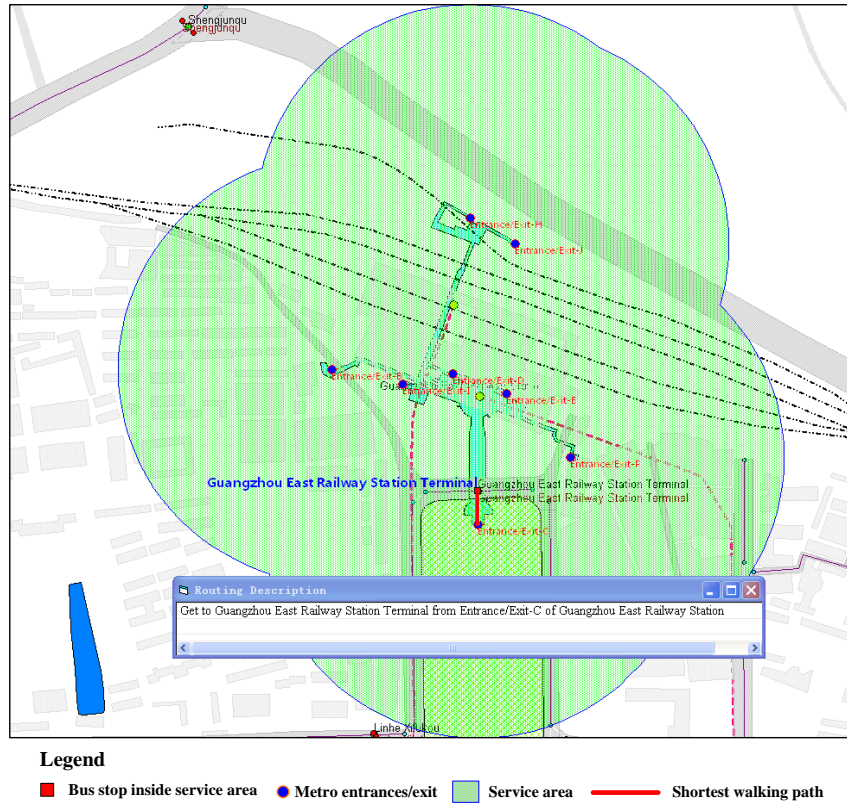 Shengjunqu
Shengjunqu
Entrance/Exit-H
Entrance/Exit-J
Entrance/Exit-B
Entrance/Exit-D
Entrance/Exit-I
Entrance/Exit-E
Entrance/Exit-F
Guangzhou East Railway Station Terminal
Guangzhou East Railway Station Terminal
Guangzhou East Railway Station Terminal
Entrance/Exit-C
Routing Description
Get to Guangzhou East Railway Station Terminal from Entrance/Exit-C of Guangzhou East Railway Station
Legend
Bus stop inside service area
Metro entrances/exit
Service area
Shortest walking path